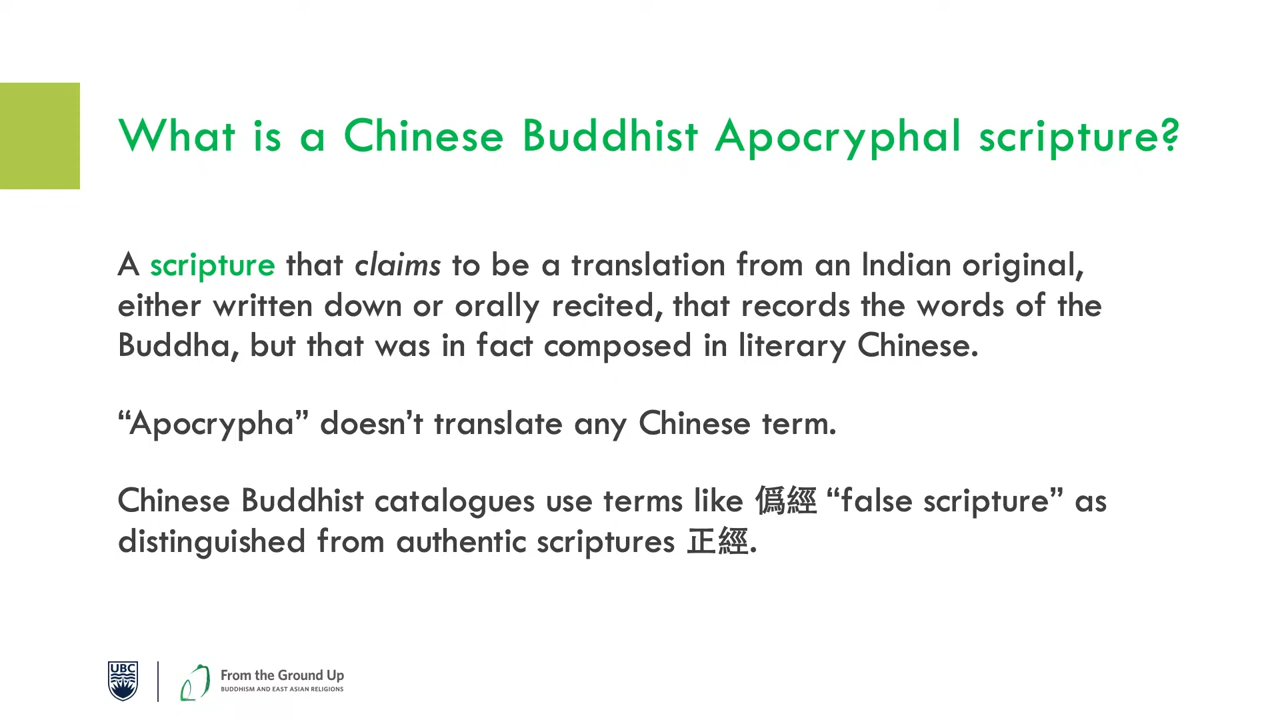 What is a Chinese Buddhist Apocryphal scripture?
A scripture that claims to be a translation from an Indian original,
either written down or orally recited, that records the words of the
Buddha, but that was in fact composed in literary Chinese.
“Apocrypha” doesn’t translate any Chinese term.
Chinese Buddhist catalogues use terms like 僞經 “false scripture” as
distinguished from authentic scriptures 正經.
UBC
From the Ground Up
BUDDHISM AND EAST ASIAN RELIGIONS